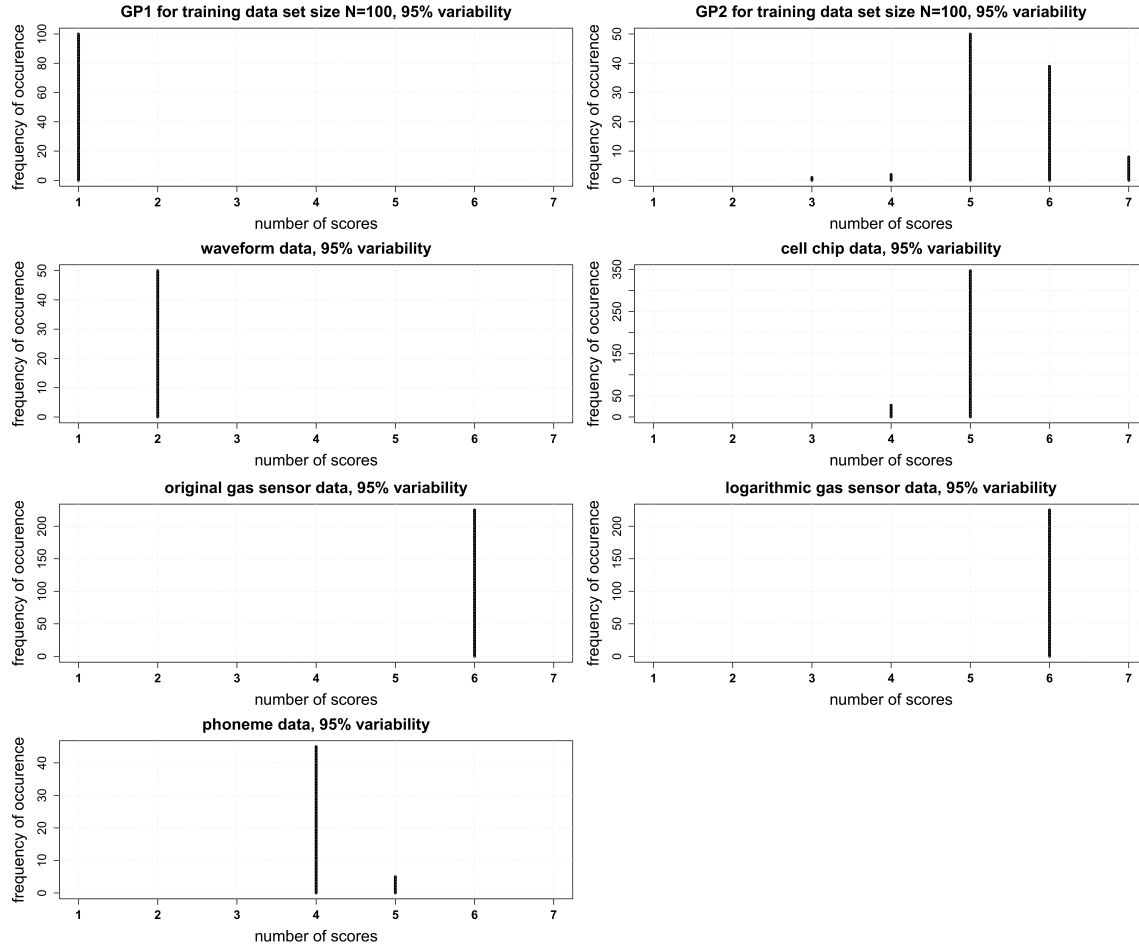 GP1 for training data set size N=100, 95% variability
frequency of occurence
100
80
60
40
20
0
1 2 3 4 5 6 7
number of scores
GP2 for training data set size N=100, 95% variability
frequency of occurence
50
40
30
20
10
0
1 2 3 4 5 6 7
number of scores
waveform data, 95% variability
frequency of occurence
50
40
30
20
10
0
1 2 3 4 5 6 7
number of scores
cell chip data, 95% variability
frequency of occurence
350
250
150
50
0
1 2 3 4 5 6 7
number of scores
original gas sensor data, 95% variability
frequency of occurence
200
150
100
50
0
1 2 3 4 5 6 7
number of scores
logarithmic gas sensor data, 95% variability
frequency of occurence
200
150
100
50
0
1 2 3 4 5 6 7
number of scores
phoneme data, 95% variability
frequency of occurence
40
30
20
10
0
1 2 3 4 5 6 7
number of scores